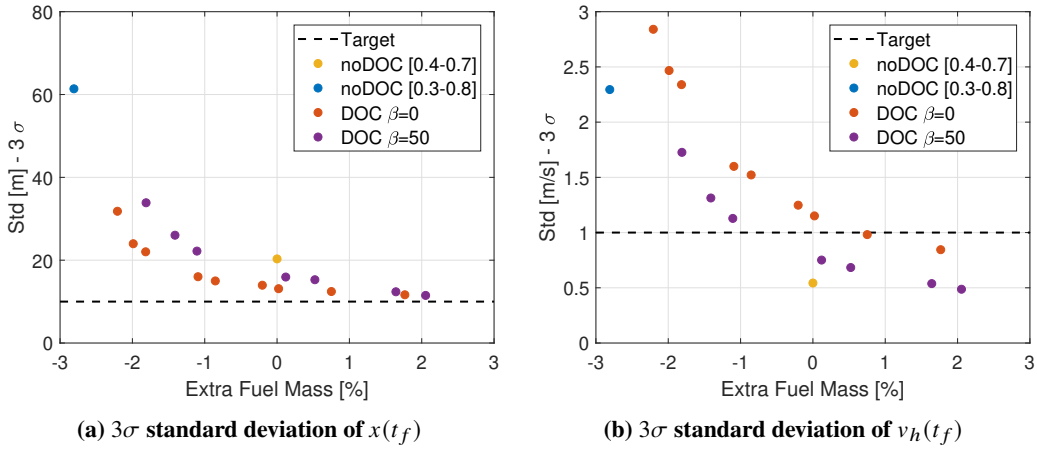 80
60
40
20
0
-3
-2
-1
0
1
2
3
Std [m] - 3 σ
Extra Fuel Mass [%]
Target
noDOC [0.4-0.7]
noDOC [0.3-0.8]
DOC β=0
DOC β=50
(a) 3σ standard deviation of x(t_f)
3
2.5
2
1.5
1
0.5
0
-3
-2
-1
0
1
2
3
Std [m/s] - 3 σ
Extra Fuel Mass [%]
Target
noDOC [0.4-0.7]
noDOC [0.3-0.8]
DOC β=0
DOC β=50
(b) 3σ standard deviation of v_h(t_f)